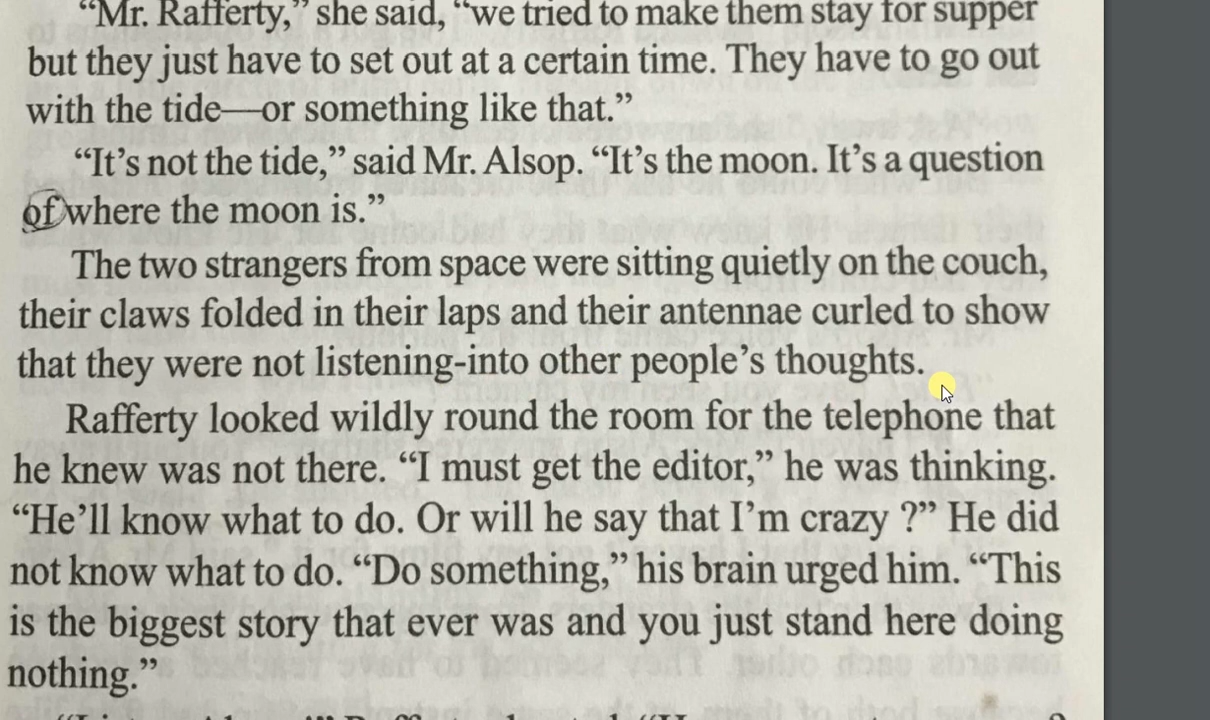 “Mr. Rafferty,” she said, “we tried to make them stay for supper
but they just have to set out at a certain time. They have to go out
with the tide—or something like that.”
“It’s not the tide,” said Mr. Alsop. “It’s the moon. It’s a question
of where the moon is.”
The two strangers from space were sitting quietly on the couch,
their claws folded in their laps and their antennae curled to show
that they were not listening-into other people’s thoughts.
Rafferty looked wildly round the room for the telephone that
he knew was not there. “I must get the editor,” he was thinking.
“He’ll know what to do. Or will he say that I’m crazy ?” He did
not know what to do. “Do something,” his brain urged him. “This
is the biggest story that ever was and you just stand here doing
nothing.”